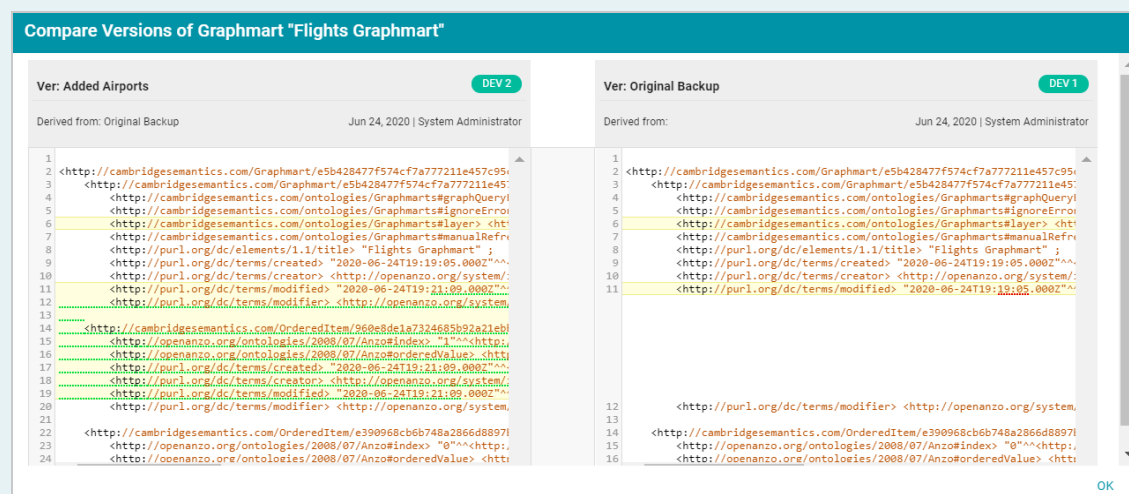 Compare Versions of Graphmart "Flights Graphmart"
Ver: Added Airports
DEV 2
Derived from: Original Backup
Jun 24, 2020 | System Administrator
1
2 <http://cambridgesemantics.com/Graphmart/e5b428477f574cf7a777211e457c95
3 <http://cambridgesemantics.com/Graphmart/e5b428477f574cf7a777211e45
4 <http://cambridgesemantics.com/ontologies/Graphmarts#graphQuery
5 <http://cambridgesemantics.com/ontologies/Graphmarts#ignoreErro
6 <http://cambridgesemantics.com/ontologies/Graphmarts#layer> <ht
7 <http://cambridgesemantics.com/ontologies/Graphmarts#manualRefr
8 <http://purl.org/dc/elements/1.1/title> "Flights Graphmart" ;
9 <http://purl.org/dc/terms/created> "2020-06-24T19:19:05.000Z"^^
10 <http://purl.org/dc/terms/creator> <http://openanzo.org/system/
11 <http://purl.org/dc/terms/modified> "2020-06-24T19:21:09.000Z"^^
12 <http://purl.org/dc/terms/modifier> <http://openanzo.org/system
13
14 <http://cambridgesemantics.com/OrderedItem/960e8de1a7324685b92a21eb
15 <http://openanzo.org/ontologies/2008/07/Anzo#index> "1"^^<http:
16 <http://openanzo.org/ontologies/2008/07/Anzo#orderedValue> <http
17 <http://purl.org/dc/terms/created> "2020-06-24T19:21:09.000Z"^^
18 <http://purl.org/dc/terms/creator> <http://openanzo.org/system/
19 <http://purl.org/dc/terms/modified> "2020-06-24T19:21:09.000Z"^^
20 <http://purl.org/dc/terms/modifier> <http://openanzo.org/system
21
22 <http://cambridgesemantics.com/OrderedItem/e390968cb6b748a2866d8897
23 <http://openanzo.org/ontologies/2008/07/Anzo#index> "0"^^<http:
24 <http://openanzo.org/ontologies/2008/07/Anzo#orderedValue> <htt
Ver: Original Backup
DEV 1
Derived from:
Jun 24, 2020 | System Administrator
1
2 <http://cambridgesemantics.com/Graphmart/e5b428477f574cf7a777211e457c95
3 <http://cambridgesemantics.com/Graphmart/e5b428477f574cf7a777211e45
4 <http://cambridgesemantics.com/ontologies/Graphmarts#graphQuery
5 <http://cambridgesemantics.com/ontologies/Graphmarts#ignoreErro
6 <http://cambridgesemantics.com/ontologies/Graphmarts#layer> <ht
7 <http://cambridgesemantics.com/ontologies/Graphmarts#manualRefr
8 <http://purl.org/dc/elements/1.1/title> "Flights Graphmart" ;
9 <http://purl.org/dc/terms/created> "2020-06-24T19:19:05.000Z"^^
10 <http://purl.org/dc/terms/creator> <http://openanzo.org/system/
11 <http://purl.org/dc/terms/modified> "2020-06-24T19:19:05.000Z"^^
12 <http://purl.org/dc/terms/modifier> <http://openanzo.org/system
13
14 <http://cambridgesemantics.com/OrderedItem/e390968cb6b748a2866d8897
15 <http://openanzo.org/ontologies/2008/07/Anzo#index> "0"^^<http:
16 <http://openanzo.org/ontologies/2008/07/Anzo#orderedValue> <htt
OK